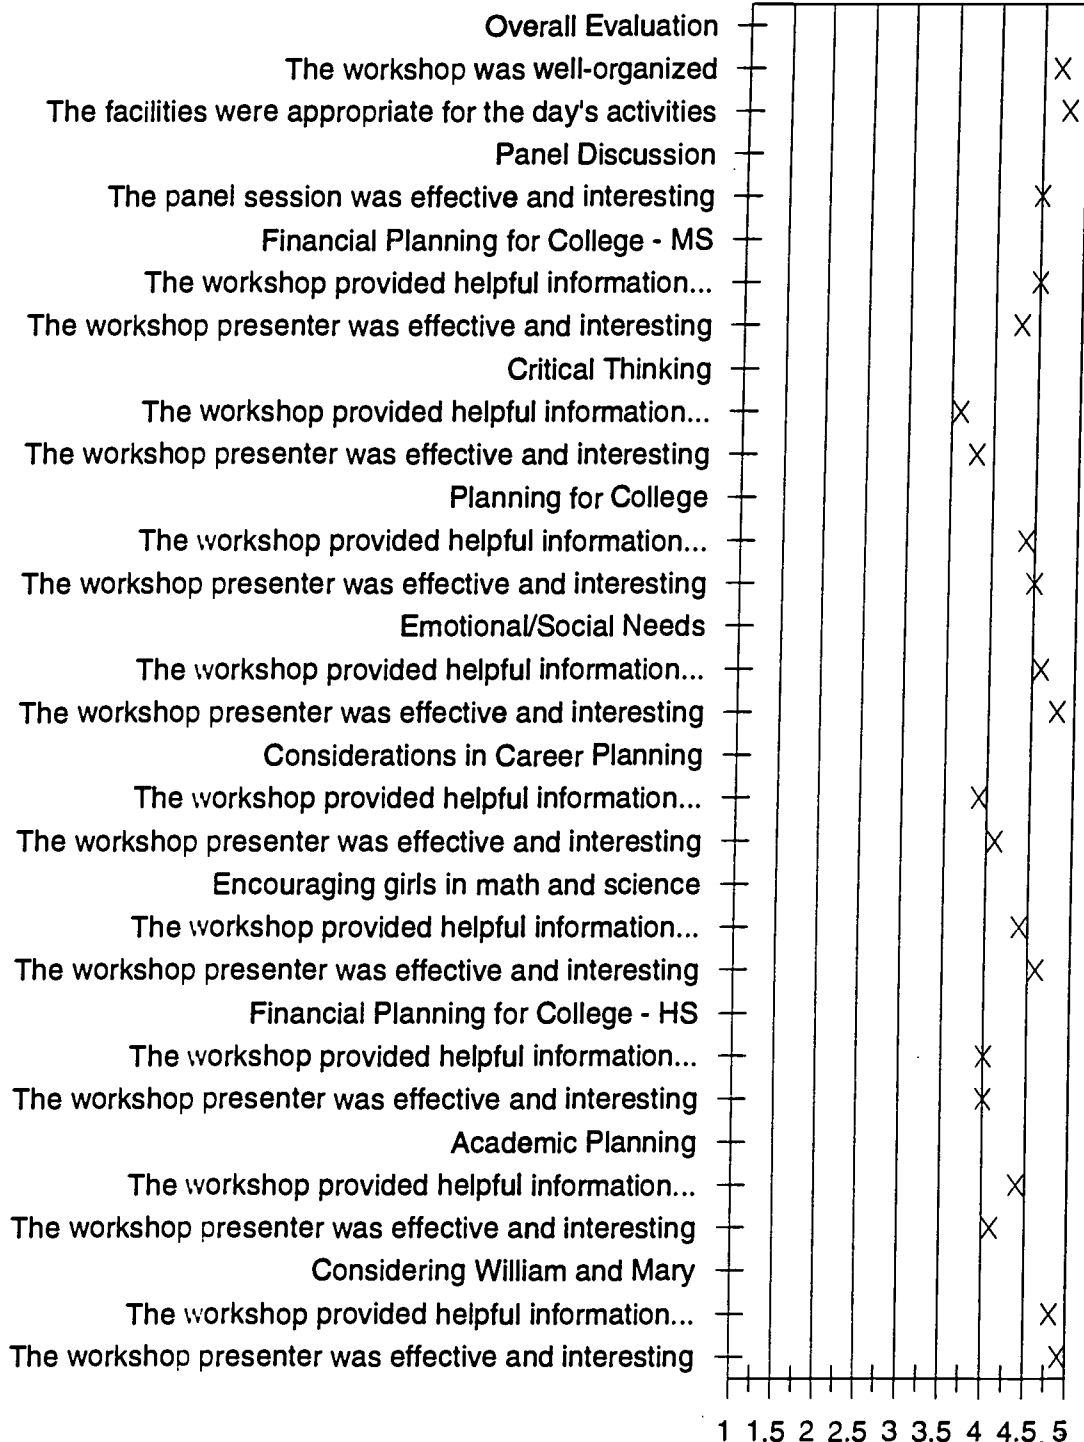 Overall Evaluation
The workshop was well-organized
The facilities were appropriate for the day's activities
Panel Discussion
The panel session was effective and interesting
Financial Planning for College - MS
The workshop provided helpful information...
The workshop presenter was effective and interesting
Critical Thinking
The workshop provided helpful information...
The workshop presenter was effective and interesting
Planning for College
The workshop provided helpful information...
The workshop presenter was effective and interesting
Emotional/Social Needs
The workshop provided helpful information...
The workshop presenter was effective and interesting
Considerations in Career Planning
The workshop provided helpful information...
The workshop presenter was effective and interesting
Encouraging girls in math and science
The workshop provided helpful information...
The workshop presenter was effective and interesting
Financial Planning for College - HS
The workshop provided helpful information...
The workshop presenter was effective and interesting
Academic Planning
The workshop provided helpful information...
The workshop presenter was effective and interesting
Considering William and Mary
The workshop provided helpful information...
The workshop presenter was effective and interesting
1 1.5 2 2.5 3 3.5 4 4.5 5